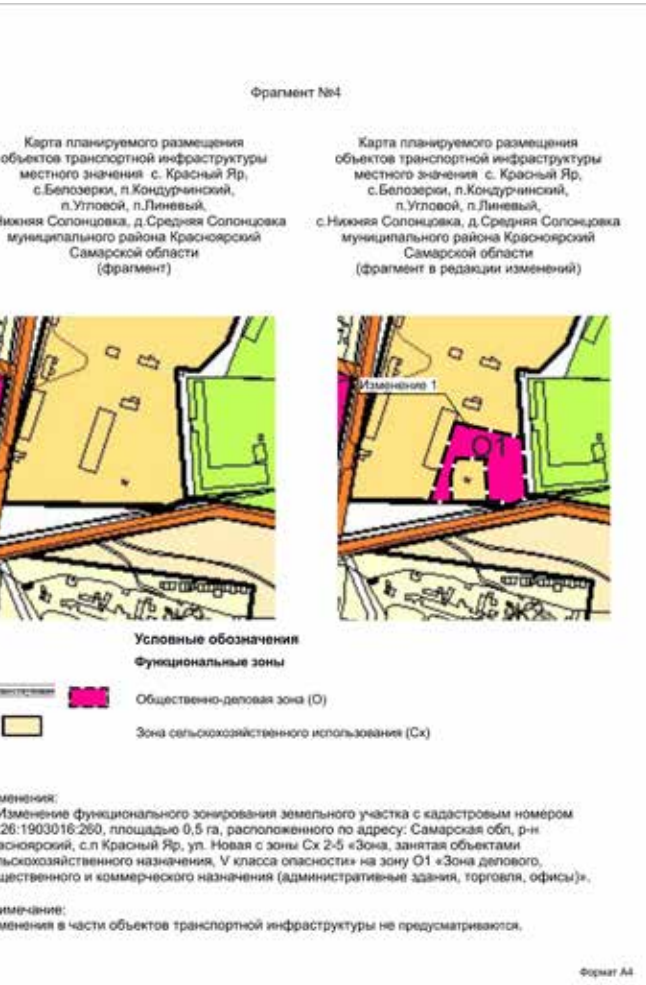 Фрагмент №4
Карта планируемого размещения
объектов транспортной инфраструктуры
местного значения с. Красный Яр,
с.Белозерки, п.Кондурчинский,
п.Угловой, п.Линевый,
Нижняя Солонцовка, д.Средняя Солонцовка
муниципального района Красноярский
Самарской области
(фрагмент)
Карта планируемого размещения
объектов транспортной инфраструктуры
местного значения с. Красный Яр,
с.Белозерки, п.Кондурчинский,
п.Угловой, п.Линевый,
с.Нижняя Солонцовка, д.Средняя Солонцовка
муниципального района Красноярский
Самарской области
(фрагмент в редакции изменений)
Изменение 1
О1
Условные обозначения
Функциональные зоны
Общественно-деловая зона (О)
Зона сельскохозяйственного использования (Сх)
менения:
Изменение функционального зонирования земельного участка с кадастровым номером
26:1903016:260, площадью 0,5 га, расположенного по адресу: Самарская обл, р-н
асноярский, с.п Красный Яр, ул. Новая с зоны Сх 2-5 «Зона, занятая объектами
льскохозяйственного назначения, V класса опасности» на зону О1 «Зона делового,
щественного и коммерческого назначения (административные здания, торговля, офисы)».
имечание:
менения в части объектов транспортной инфраструктуры не предусматриваются.
Формат А4